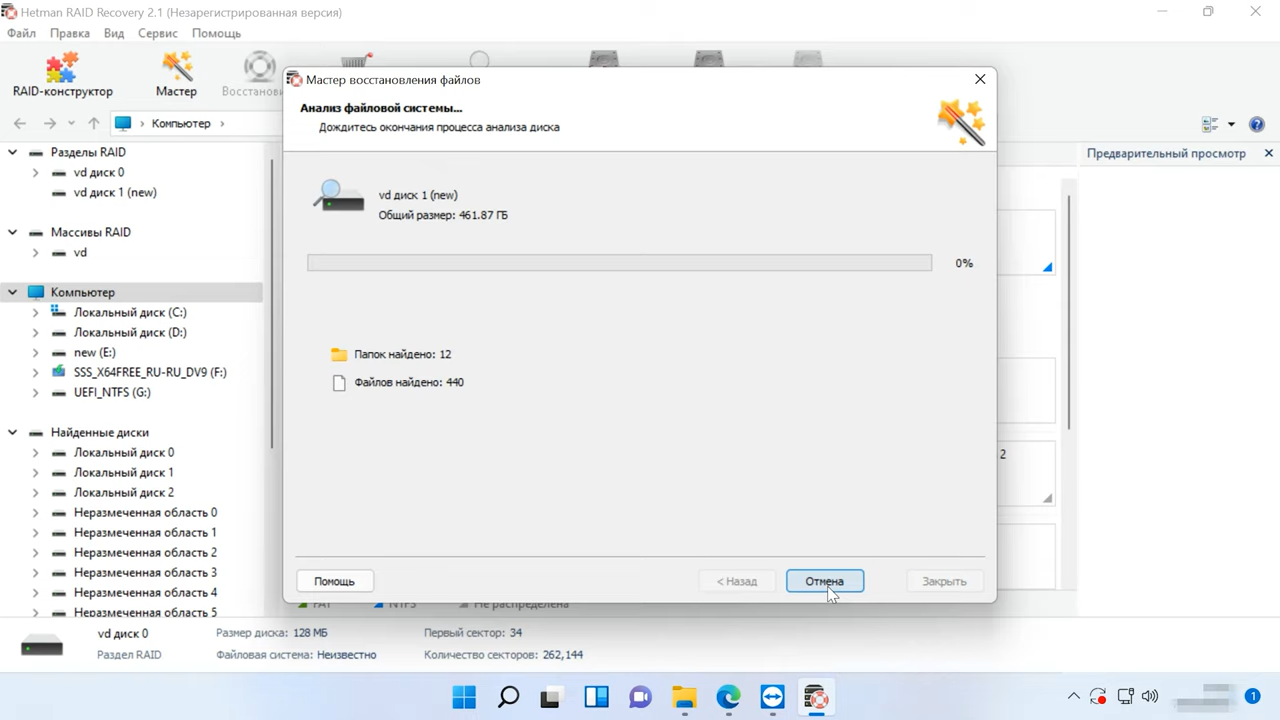 Hetman RAID Recovery 2.1 (Незарегистрированная версия)
Файл Правка Вид Сервис Помощь
RAID-конструктор Мастер
Компьютер
Разделы RAID
vd диск 0
vd диск 1 (new)
Массивы RAID
vd
Компьютер
Локальный диск (C:)
Локальный диск (D:)
new (E:)
SSS_X64FREE_RU-RU_DV9 (F:)
UEFI_NTFS (G:)
Найденные диски
Локальный диск 0
Локальный диск 1
Локальный диск 2
Неразмеченная область 0
Неразмеченная область 1
Неразмеченная область 2
Неразмеченная область 3
Неразмеченная область 4
Неразмеченная область 5
Мастер восстановления файлов
Анализ файловой системы...
Дождитесь окончания процесса анализа диска
vd диск 1 (new)
Общий размер: 461.87 ГБ
0%
Папок найдено: 12
Файлов найдено: 440
Помощь < Назад Отмена Закрыть
Предварительный просмотр
2
FAT NTFS Не распределена
vd диск 0 Размер диска: 128 МБ Первый сектор: 34
Раздел RAID Файловая система: Неизвестно Количество секторов: 262,144
1